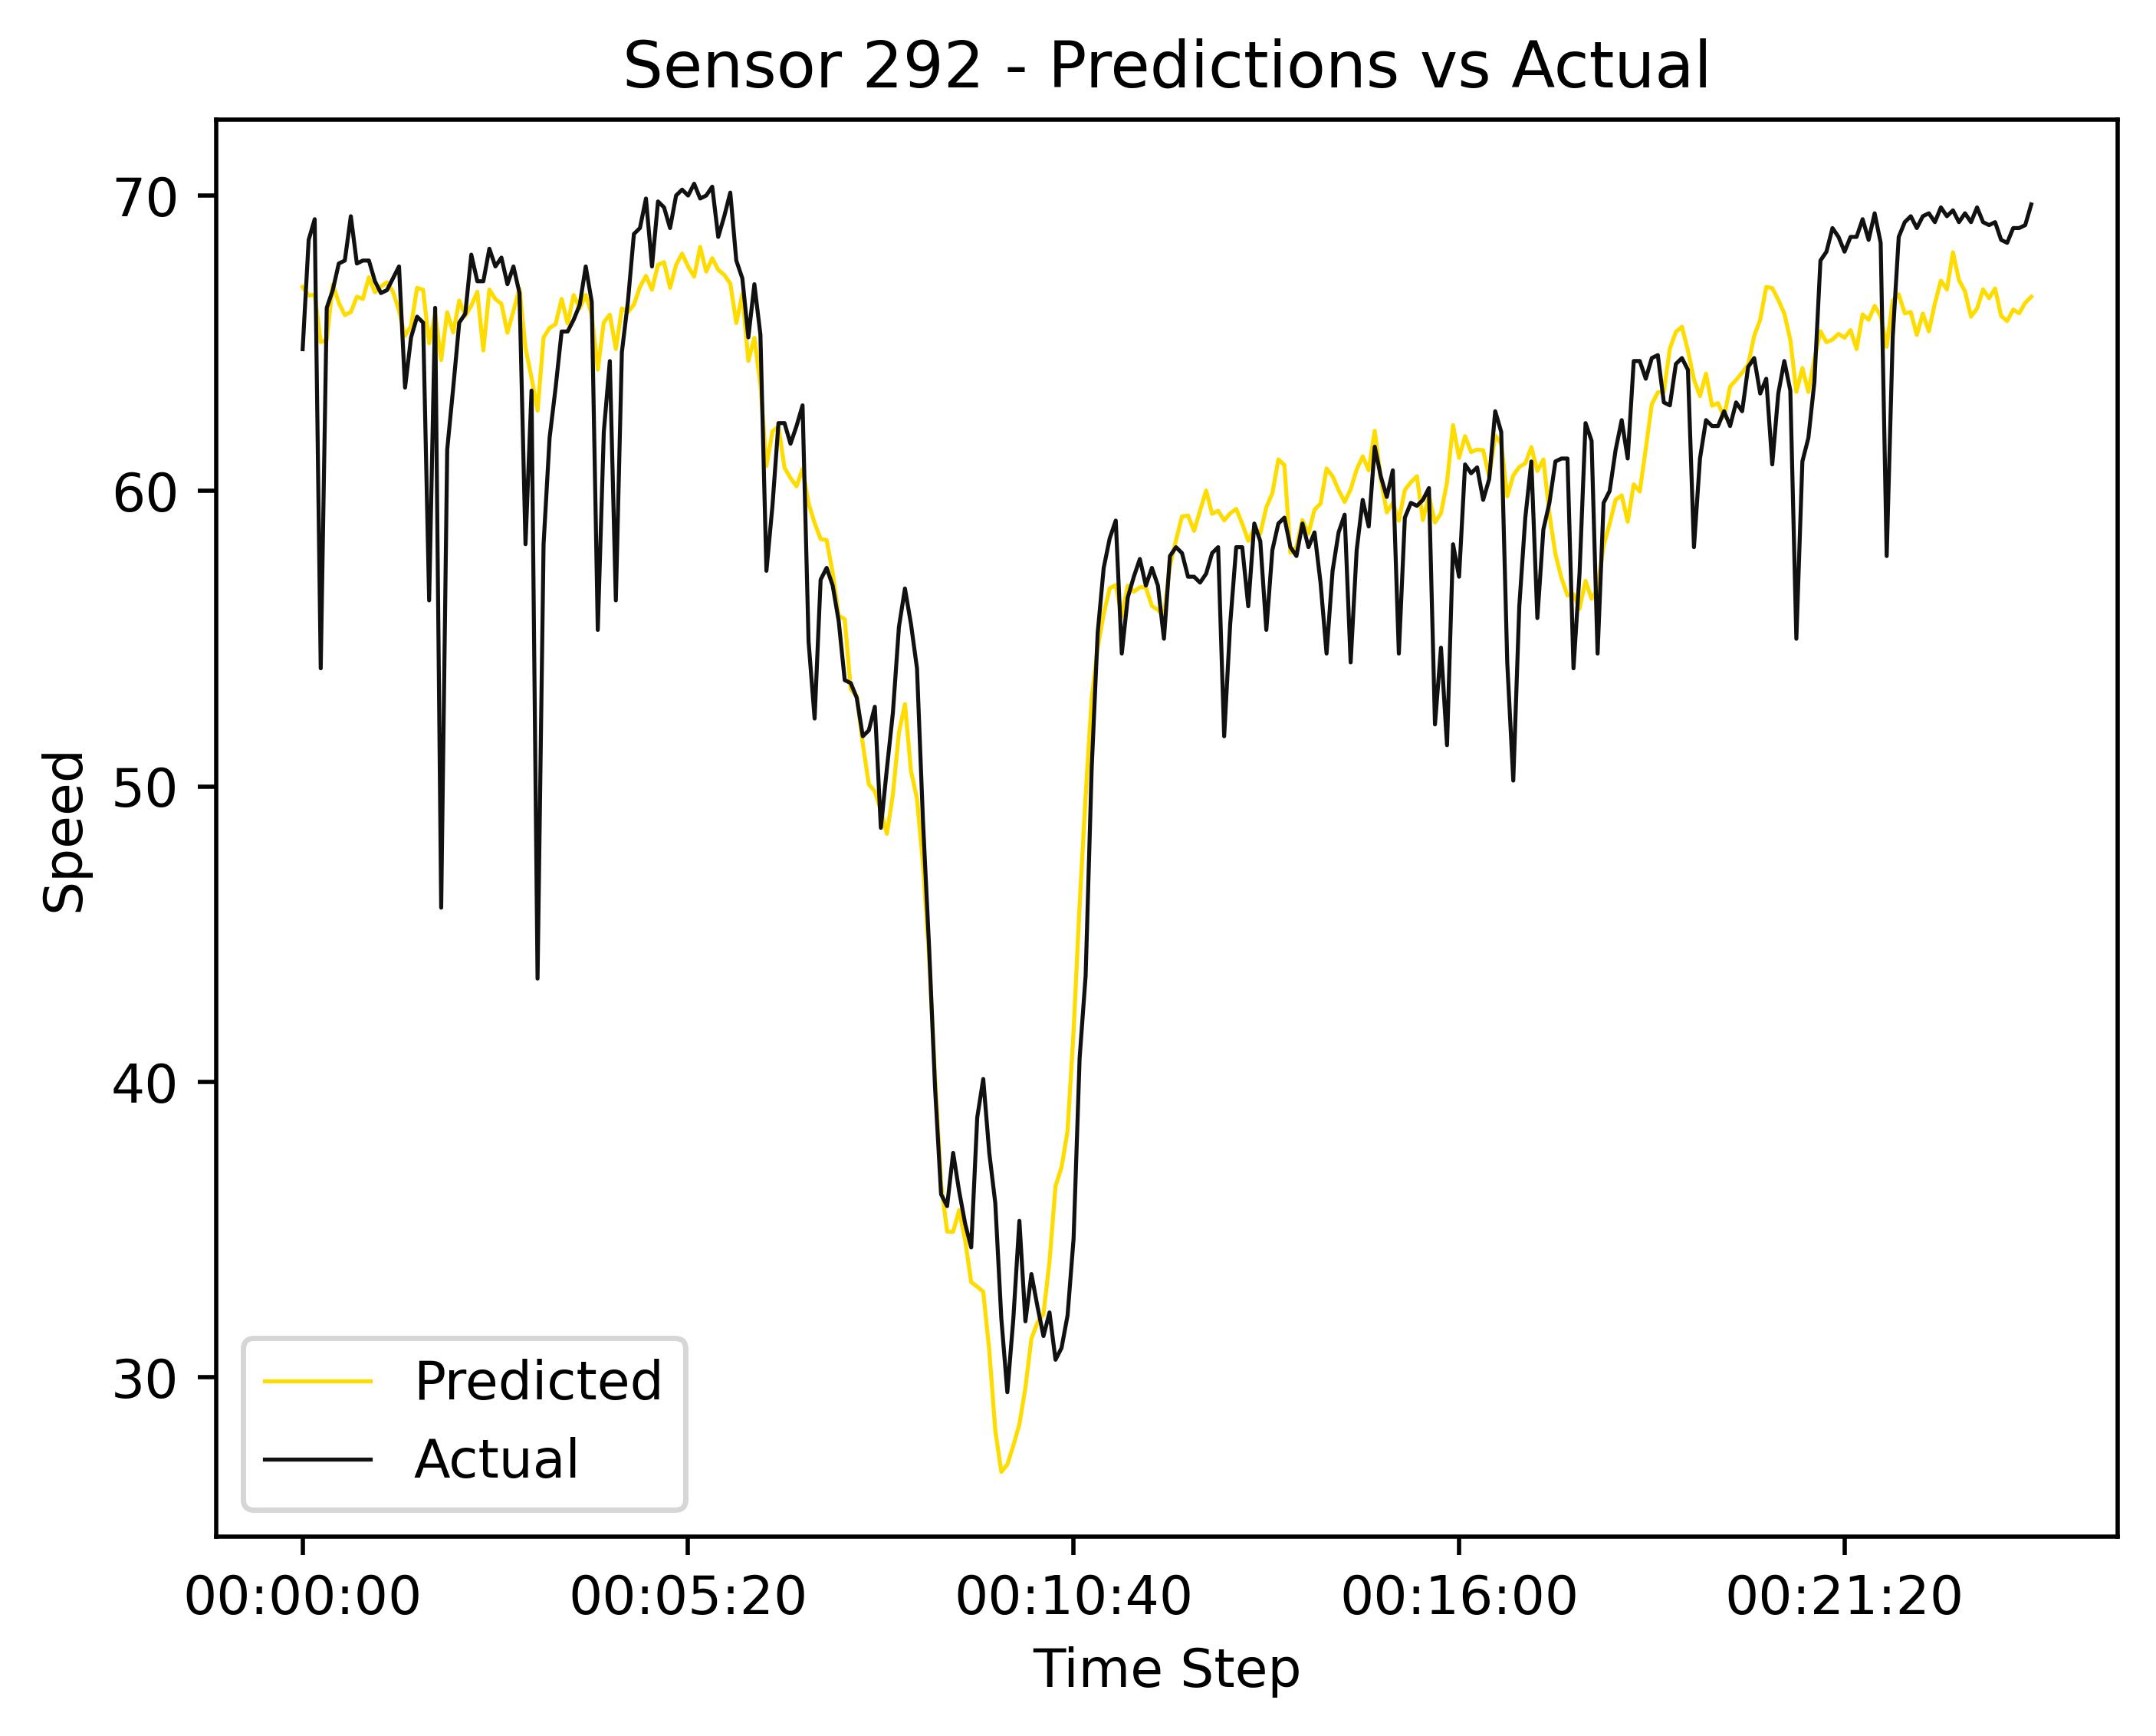 Sensor 292 - Predictions vs Actual
70
60
50
40
30
Speed
Predicted
Actual
00:00:00 00:05:20 00:10:40 00:16:00 00:21:20
Time Step